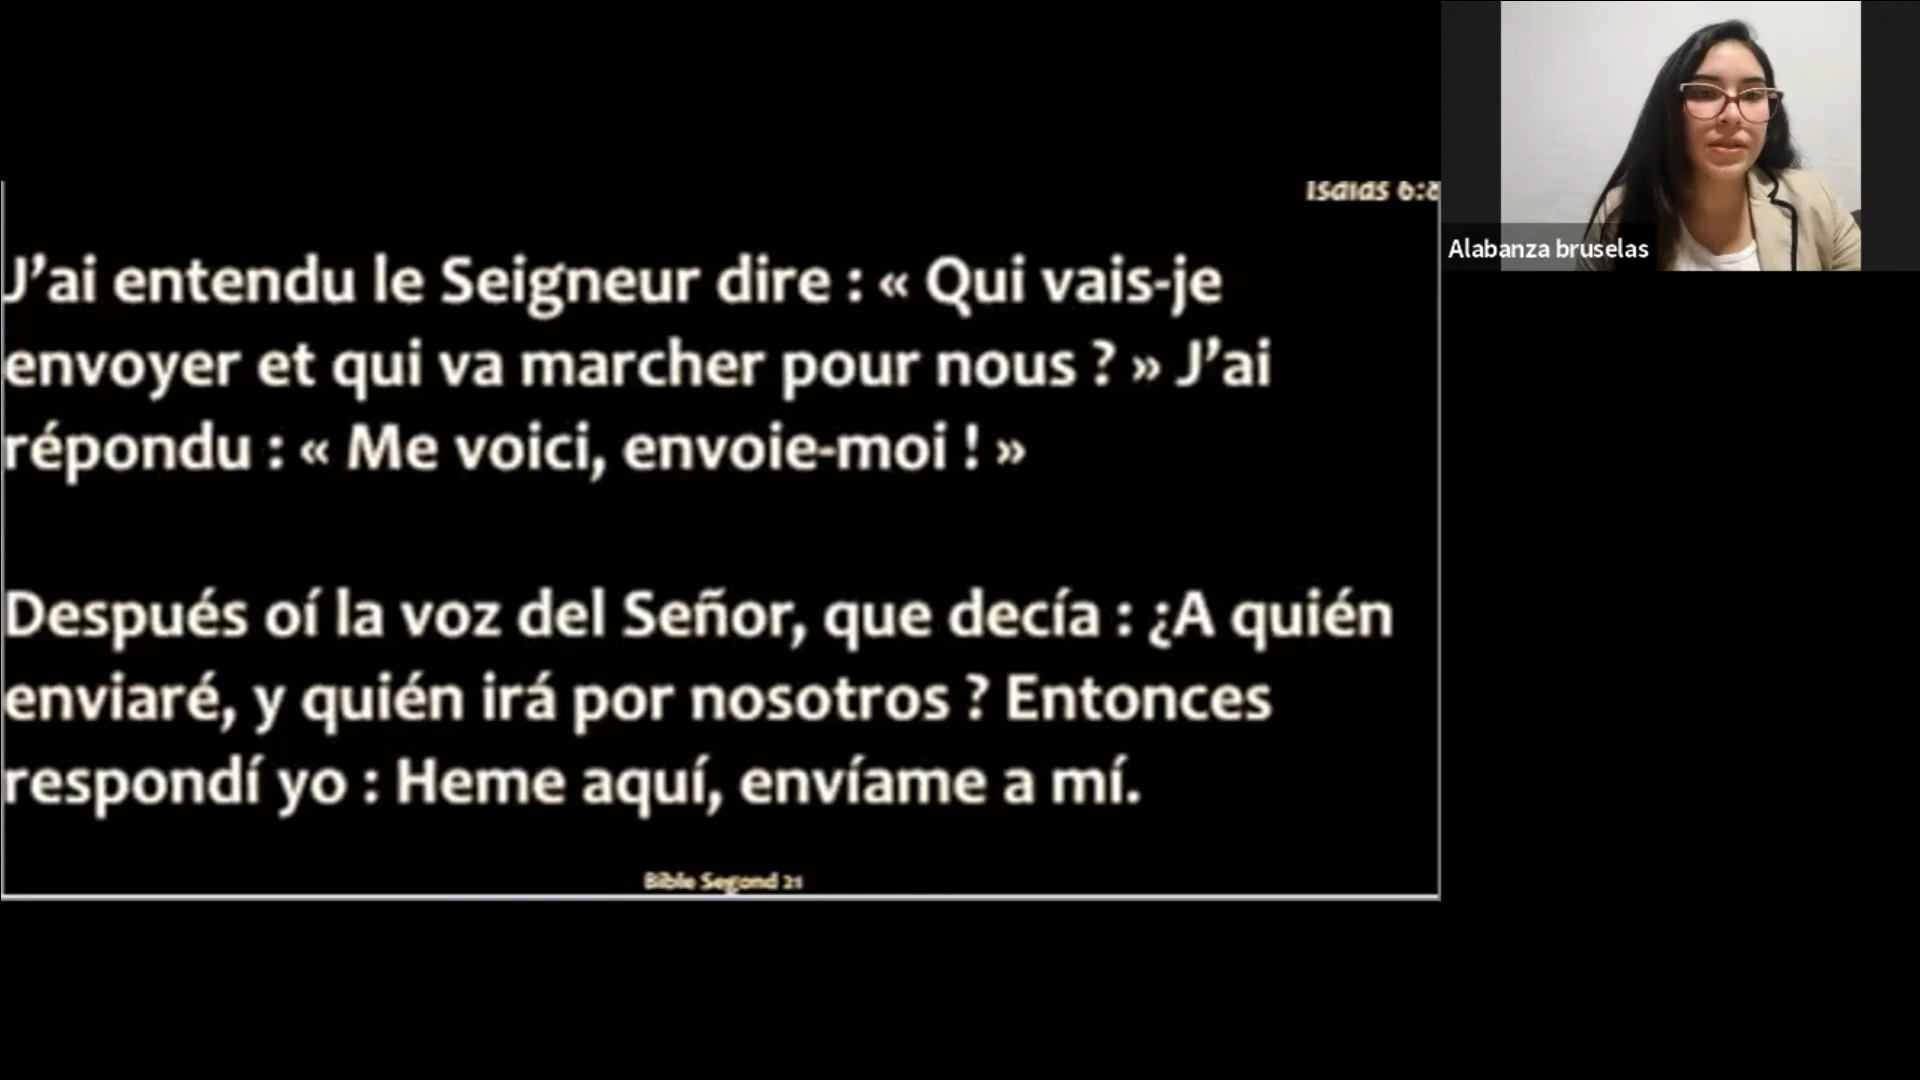 Isaías 6:8
J’ai entendu le Seigneur dire : « Qui vais-je
envoyer et qui va marcher pour nous ? » J’ai
répondu : « Me voici, envoie-moi ! »
Después oí la voz del Señor, que decía : ¿A quién
enviaré, y quién irá por nosotros ? Entonces
respondí yo : Heme aquí, envíame a mí.
Bible Segond 21
Alabanza bruselas